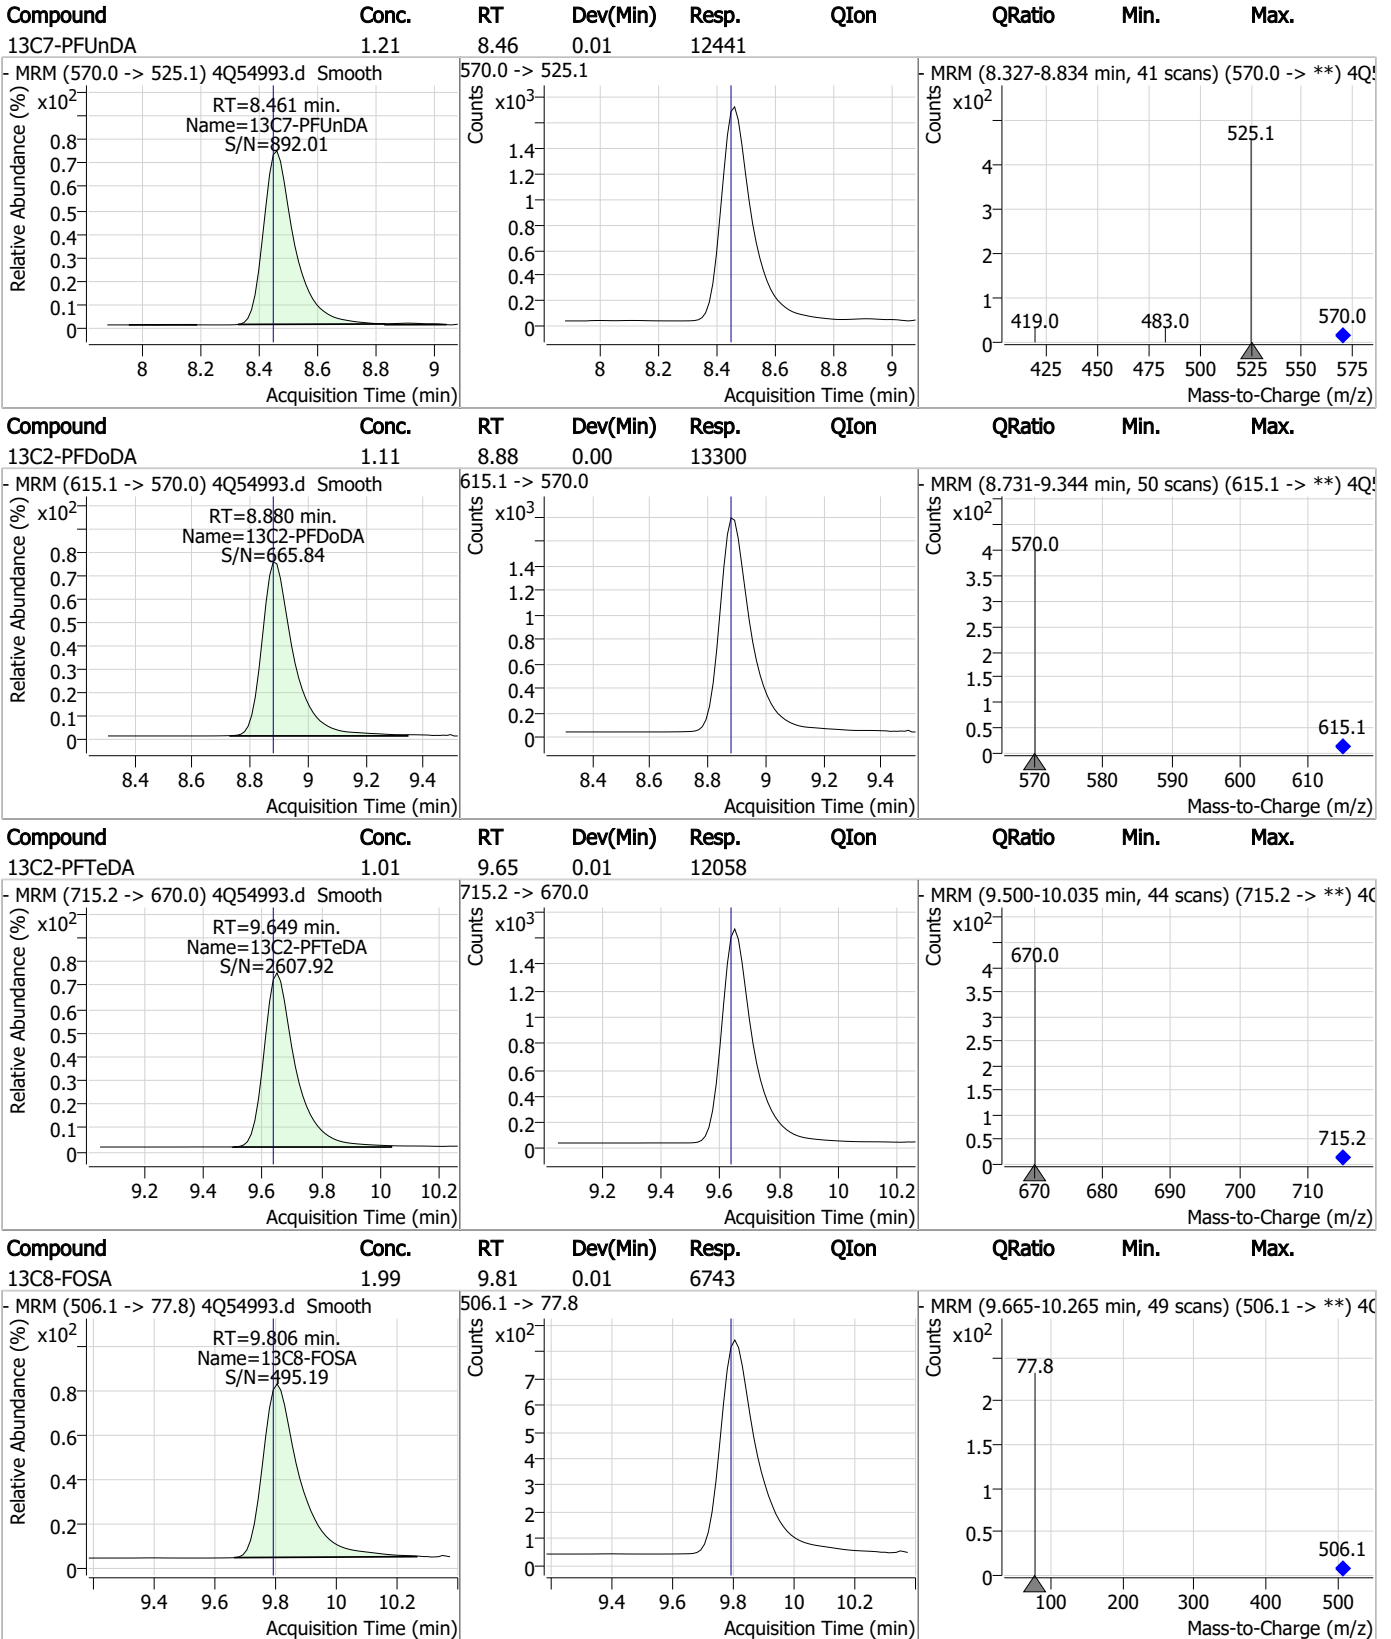 Compound Conc. RT Dev(Min) Resp. QIon QRatio Min. Max.
13C7-PFUnDA 1.21 8.46 0.01 12441
- MRM (570.0 -> 525.1) 4Q54993.d Smooth
Relative Abundance (%)
x10²
RT=8.461 min.
Name=13C7-PFUnDA
S/N=892.01
0.8
0.7
0.6
0.5
0.4
0.3
0.2
0.1
0
8 8.2 8.4 8.6 8.8 9
Acquisition Time (min)
570.0 -> 525.1
Counts
x10³
1.4
1.2
1
0.8
0.6
0.4
0.2
0
8 8.2 8.4 8.6 8.8 9
Acquisition Time (min)
- MRM (8.327-8.834 min, 41 scans) (570.0 -> **) 4Q5
Counts
x10²
525.1
4
3
2
1
0
419.0 483.0 570.0
425 450 475 500 525 550 575
Mass-to-Charge (m/z)
Compound Conc. RT Dev(Min) Resp. QIon QRatio Min. Max.
13C2-PFDoDA 1.11 8.88 0.00 13300
- MRM (615.1 -> 570.0) 4Q54993.d Smooth
Relative Abundance (%)
x10²
RT=8.880 min.
Name=13C2-PFDoDA
S/N=665.84
0.8
0.7
0.6
0.5
0.4
0.3
0.2
0.1
0
8.4 8.6 8.8 9 9.2 9.4
Acquisition Time (min)
615.1 -> 570.0
Counts
x10³
1.4
1.2
1
0.8
0.6
0.4
0.2
0
8.4 8.6 8.8 9 9.2 9.4
Acquisition Time (min)
- MRM (8.731-9.344 min, 50 scans) (615.1 -> **) 4Q5
Counts
x10²
570.0
4
3.5
3
2.5
2
1.5
1
0.5
0
615.1
570 580 590 600 610
Mass-to-Charge (m/z)
Compound Conc. RT Dev(Min) Resp. QIon QRatio Min. Max.
13C2-PFTeDA 1.01 9.65 0.01 12058
- MRM (715.2 -> 670.0) 4Q54993.d Smooth
Relative Abundance (%)
x10²
RT=9.649 min.
Name=13C2-PFTeDA
S/N=2607.92
0.8
0.7
0.6
0.5
0.4
0.3
0.2
0.1
0
9.2 9.4 9.6 9.8 10 10.2
Acquisition Time (min)
715.2 -> 670.0
Counts
x10³
1.4
1.2
1
0.8
0.6
0.4
0.2
0
9.2 9.4 9.6 9.8 10 10.2
Acquisition Time (min)
- MRM (9.500-10.035 min, 44 scans) (715.2 -> **) 4Q
Counts
x10²
670.0
4
3.5
3
2.5
2
1.5
1
0.5
0
715.2
670 680 690 700 710
Mass-to-Charge (m/z)
Compound Conc. RT Dev(Min) Resp. QIon QRatio Min. Max.
13C8-FOSA 1.99 9.81 0.01 6743
- MRM (506.1 -> 77.8) 4Q54993.d Smooth
Relative Abundance (%)
x10²
RT=9.806 min.
Name=13C8-FOSA
S/N=495.19
0.8
0.6
0.4
0.2
0
9.4 9.6 9.8 10 10.2
Acquisition Time (min)
506.1 -> 77.8
Counts
x10²
7
6
5
4
3
2
1
0
9.4 9.6 9.8 10 10.2
Acquisition Time (min)
- MRM (9.665-10.265 min, 49 scans) (506.1 -> **) 4Q
Counts
x10²
77.8
2
1.5
1
0.5
0
506.1
100 200 300 400 500
Mass-to-Charge (m/z)